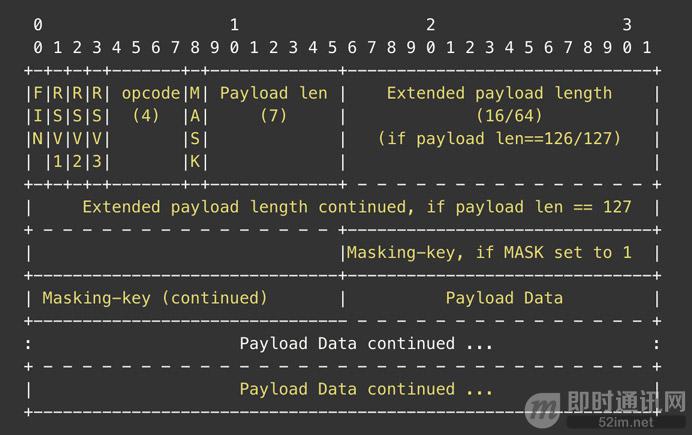 0 1 2 3
0 1 2 3 4 5 6 7 8 9 0 1 2 3 4 5 6 7 8 9 0 1 2 3 4 5 6 7 8 9 0 1
+-+-+-+-+-------+-+-------------+-------------------------------+
|F|R|R|R| opcode|M| Payload len |    Extended payload length    |
|I|S|S|S|  (4)  |A|     (7)     |            (16/64)            |
|N|V|V|V|       |S|             |  (if payload len==126/127)    |
| |1|2|3|       |K|             |                               |
+-+-+-+-+-------+-+-------------+ - - - - - - - - - - - - - - - +
|     Extended payload length continued, if payload len == 127  |
+ - - - - - - - - - - - - - - - +-------------------------------+
|                               |Masking-key, if MASK set to 1  |
+-------------------------------+-------------------------------+
| Masking-key (continued)       |          Payload Data         |
+-------------------------------- - - - - - - - - - - - - - - - +
:                     Payload Data continued ...                :
+ - - - - - - - - - - - - - - - - - - - - - - - - - - - - - - - +
|                     Payload Data continued ...                |
+---------------------------------------------------------------+
m 即时通讯网
52im.net